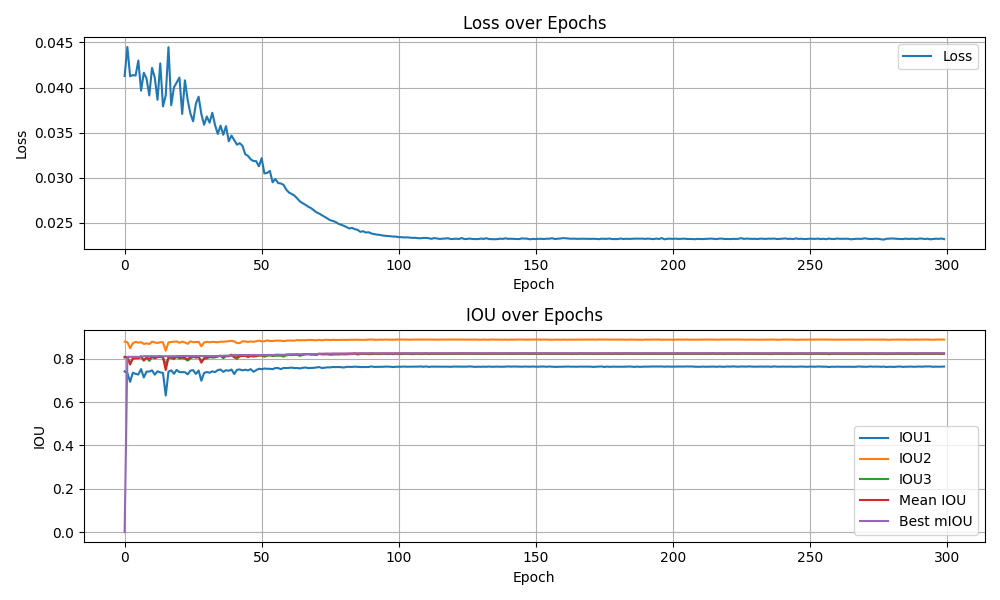 Loss over Epochs
0.045
0.040
0.035
0.030
0.025
Loss
Loss
0
50
100
150
200
250
300
Epoch
IOU over Epochs
0.8
0.6
0.4
0.2
0.0
IOU
IOU1
IOU2
IOU3
Mean IOU
Best mIOU
0
50
100
150
200
250
300
Epoch